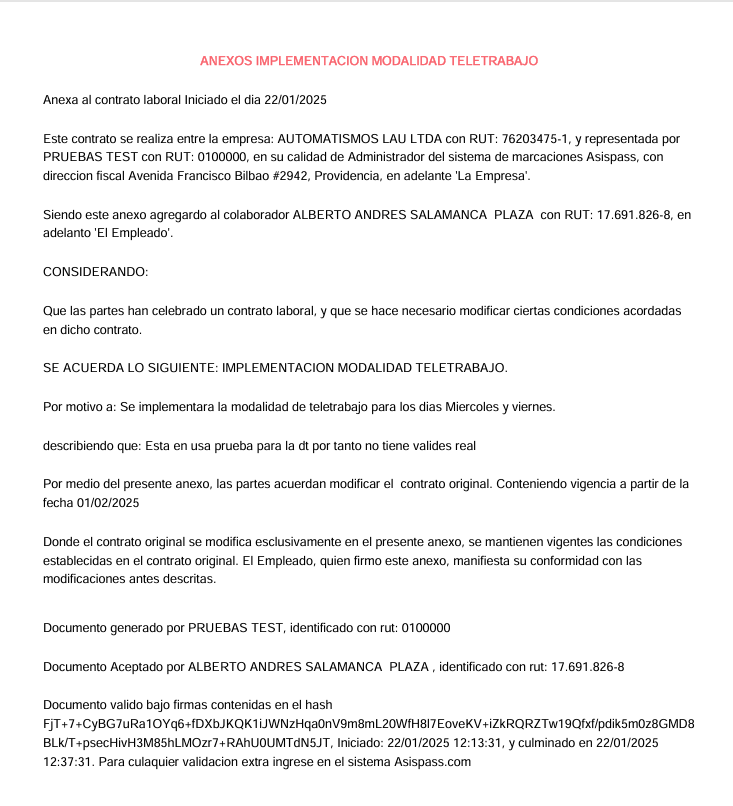 ANEXOS IMPLEMENTACION MODALIDAD TELETRABAJO
Anexa al contrato laboral Iniciado el dia 22/01/2025
Este contrato se realiza entre la empresa: AUTOMATISMOS LAU LTDA con RUT: 76203475-1, y representada por
PRUEBAS TEST con RUT: 0100000, en su calidad de Administrador del sistema de marcaciones Asispass, con
direccion fiscal Avenida Francisco Bilbao #2942, Providencia, en adelante 'La Empresa'.
Siendo este anexo agregardo al colaborador ALBERTO ANDRES SALAMANCA  PLAZA  con RUT: 17.691.826-8, en
adelanto 'El Empleado'.
CONSIDERANDO:
Que las partes han celebrado un contrato laboral, y que se hace necesario modificar ciertas condiciones acordadas
en dicho contrato.
SE ACUERDA LO SIGUIENTE: IMPLEMENTACION MODALIDAD TELETRABAJO.
Por motivo a: Se implementara la modalidad de teletrabajo para los dias Miercoles y viernes.
describiendo que: Esta en usa prueba para la dt por tanto no tiene valides real
Por medio del presente anexo, las partes acuerdan modificar el  contrato original. Conteniendo vigencia a partir de la
fecha 01/02/2025
Donde el contrato original se modifica esclusivamente en el presente anexo, se mantienen vigentes las condiciones
establecidas en el contrato original. El Empleado, quien firmo este anexo, manifiesta su conformidad con las
modificaciones antes descritas.
Documento generado por PRUEBAS TEST, identificado con rut: 0100000
Documento Aceptado por ALBERTO ANDRES SALAMANCA  PLAZA , identificado con rut: 17.691.826-8
Documento valido bajo firmas contenidas en el hash
FjT+7+CyBG7uRa1OYq6+fDXbJKQK1iJWNzHqa0nV9m8mL20WfH8l7EoveKV+iZkRQRZTw19Qfxf/pdik5m0z8GMD8
BLk/T+psecHivH3M85hLMOzr7+RAhU0UMTdN5JT, Iniciado: 22/01/2025 12:13:31, y culminado en 22/01/2025
12:37:31. Para culaquier validacion extra ingrese en el sistema Asispass.com